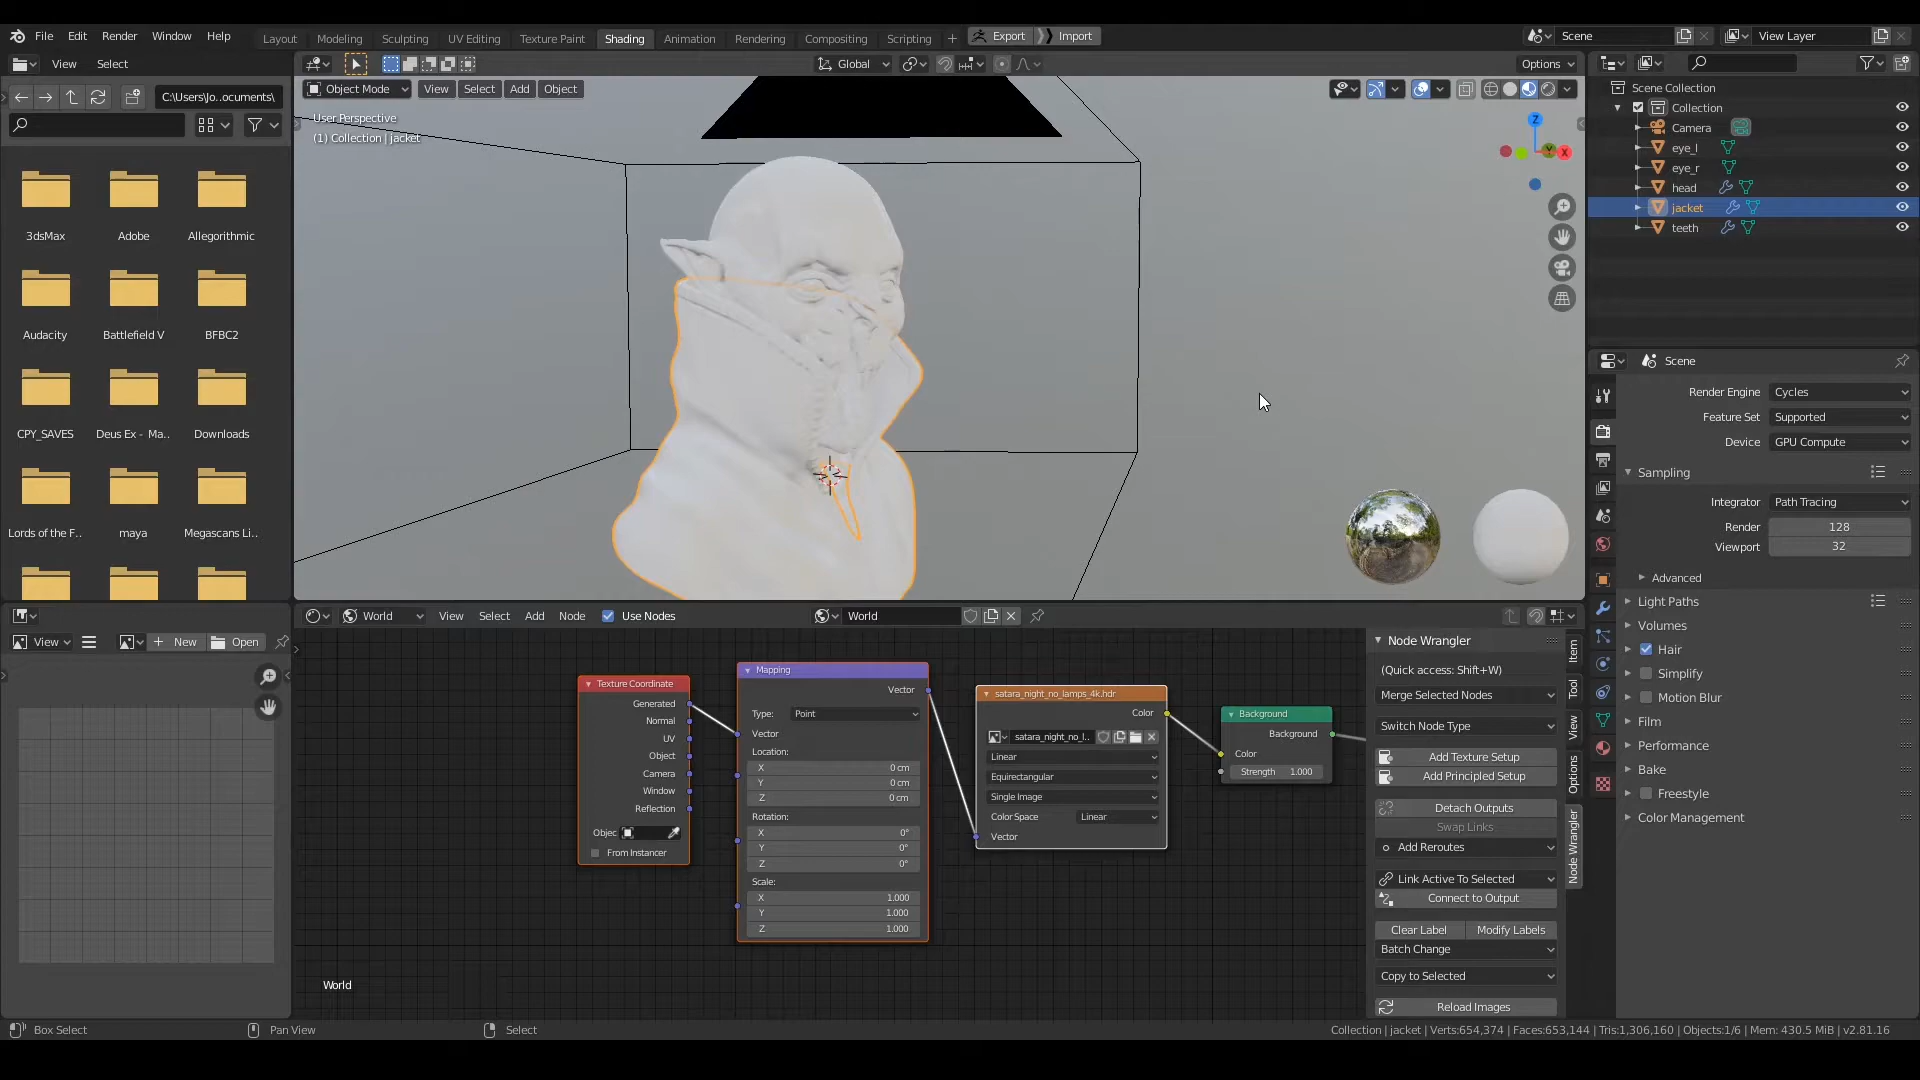 File Edit Render Window Help
Layout Modeling Sculpting UV Editing Texture Paint Shading Animation Rendering Compositing Scripting + Export Import
Scene
View Layer
View Select
Global
Options
C:\Users\Jo..ocuments\
Object Mode View Select Add Object
User Perspective
(1) Collection | jacket
Z
Y
X
3dsMax Adobe Allegorithmic
Audacity Battlefield V BFBC2
CPY_SAVES Deus Ex - Ma.. Downloads
Lords of the F.. maya Megascans Li..
Scene Collection
Collection
Camera
eye_l
eye_r
head
jacket
teeth
Scene
Render Engine Cycles
Feature Set Supported
Device GPU Compute
Sampling
Integrator Path Tracing
Render 128
Viewport 32
Advanced
Light Paths
Volumes
Hair
Simplify
Motion Blur
Film
Performance
Bake
Freestyle
Color Management
View + New Open
World View Select Add Node Use Nodes World
Texture Coordinate
Generated
Normal
UV
Object
Camera
Window
Reflection
Objec
From Instancer
Mapping
Vector
Type: Point
Vector
Location:
X 0 cm
Y 0 cm
Z 0 cm
Rotation:
X 0°
Y 0°
Z 0°
Scale:
X 1.000
Y 1.000
Z 1.000
satara_night_no_lamps_4k.hdr
Color
satara_night_no_l..
Linear
Equirectangular
Single Image
Color Space Linear
Vector
Background
Background
Color
Strength 1.000
World
Node Wrangler
(Quick access: Shift+W)
Merge Selected Nodes
Switch Node Type
Add Texture Setup
Add Principled Setup
Detach Outputs
Swap Links
Add Reroutes
Link Active To Selected
Connect to Output
Clear Label Modify Labels
Batch Change
Copy to Selected
Reload Images
Item
Tool
View
Options
Node Wrangler
Box Select Pan View Select
Collection | jacket | Verts:654,374 | Faces:653,144 | Tris:1,306,160 | Objects:1/6 | Mem: 430.5 MiB | v2.81.16